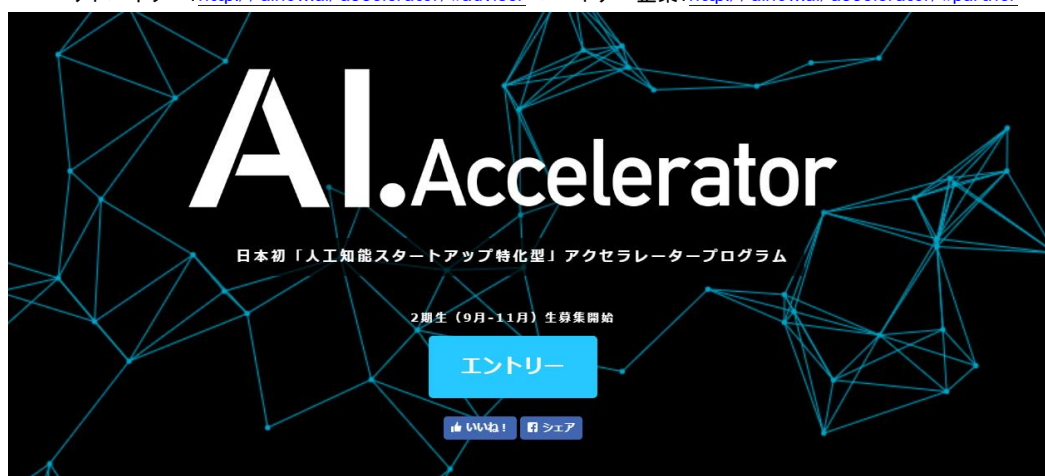 AI.Accelerator
日本初「人工知能スタートアップ特化型」アクセラレータープログラム
2期生（9月-11月）生募集開始
エントリー
いいね！ シェア